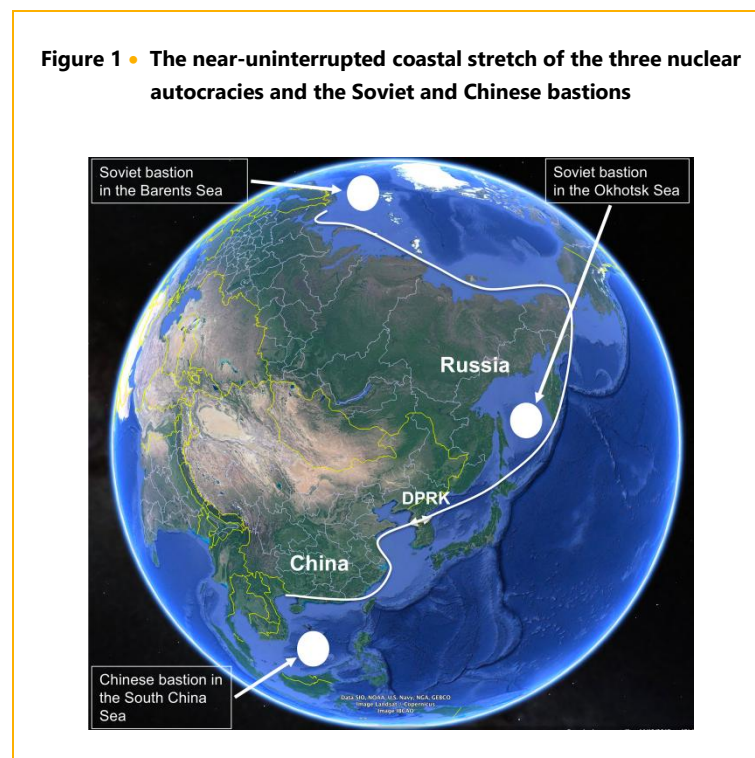 Figure 1 • The near-uninterrupted coastal stretch of the three nuclear
autocracies and the Soviet and Chinese bastions
Soviet bastion
in the Barents Sea
Soviet bastion
in the Okhotsk Sea
Russia
DPRK
China
Chinese bastion in
the South China
Sea
Data SIO, NOAA, U.S. Navy, NGA, GEBCO
Image Landsat / Copernicus
Image IBCAO